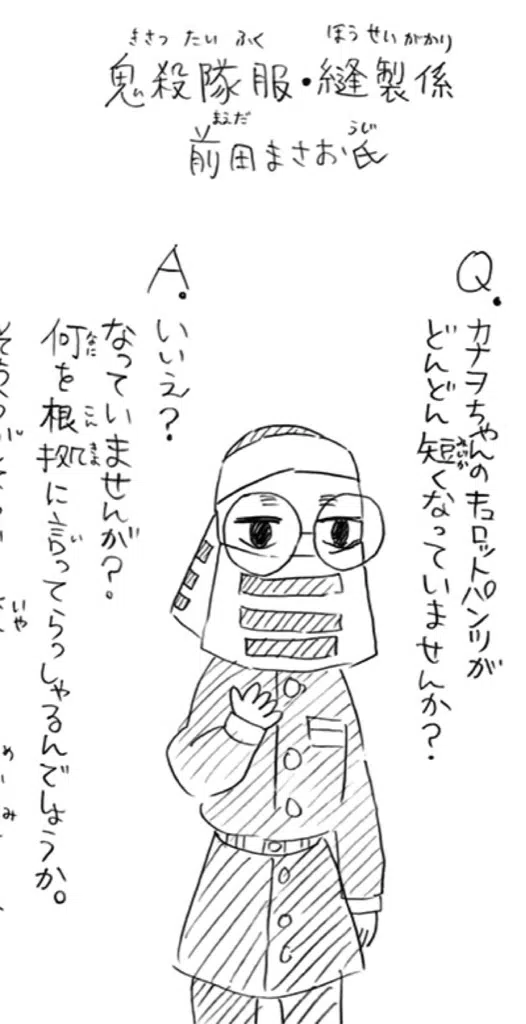 鬼殺隊服・縫製係
前田まさお氏
Q.
カナヲちゃんのキュロットパンツが
どんどん短くなっていませんか？
A.
いいえ？
なっていませんが？
何を根拠に言ってらっしゃるんでしょうか。